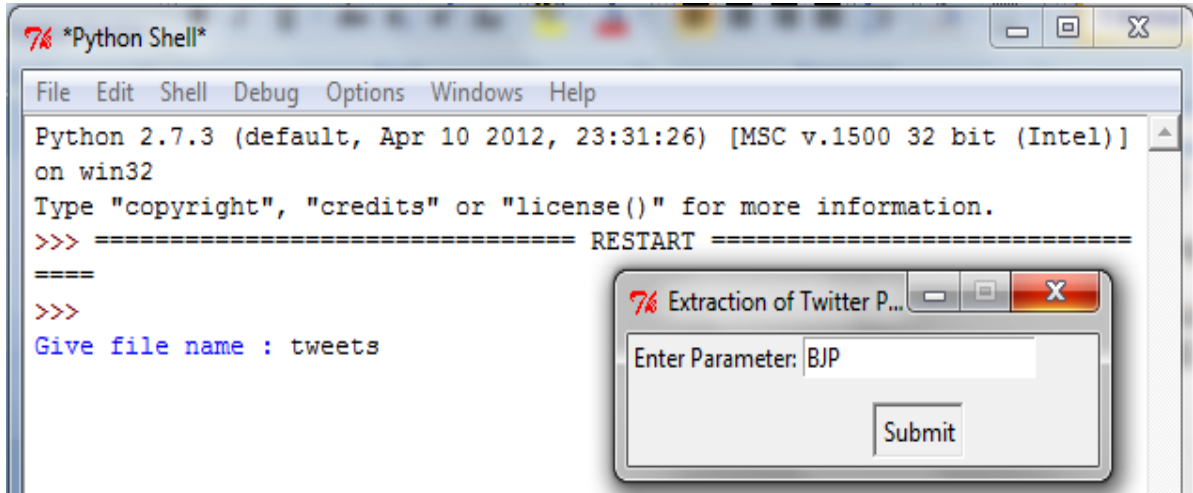 *Python Shell*
File Edit Shell Debug Options Windows Help
Python 2.7.3 (default, Apr 10 2012, 23:31:26) [MSC v.1500 32 bit (Intel)]
on win32
Type "copyright", "credits" or "license()" for more information.
>>> =============================== RESTART ===========================
====
>>>
Give file name : tweets
Extraction of Twitter P...
Enter Parameter: BJP
Submit